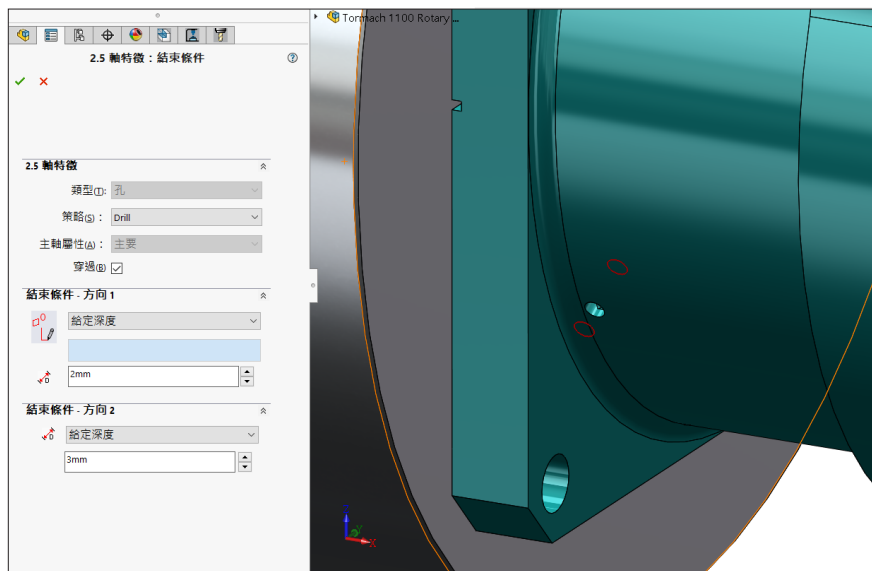 Tormach 1100 Rotary ...
2.5 軸特徵：結束條件
2.5 軸特徵
類型(T): 孔
策略(S)： Drill
主軸屬性(A)： 主要
穿過(B)
結束條件 - 方向 1
給定深度
D 2mm
結束條件 - 方向 2
D 給定深度
3mm
Z Y X